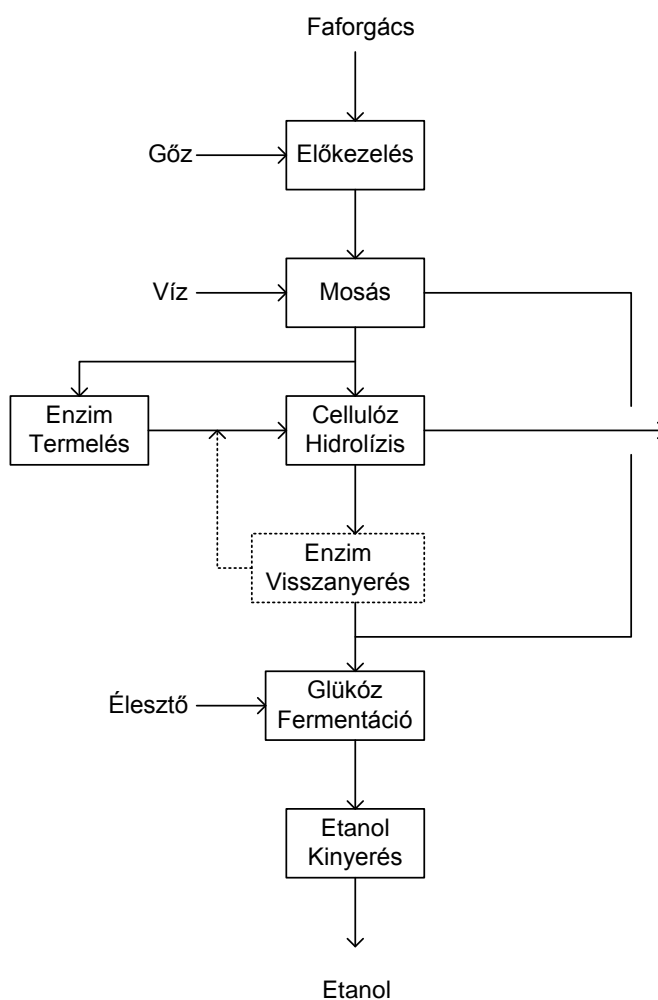 Faforgács
Gőz
Előkezelés
Víz
Mosás
Enzim
Termelés
Cellulóz
Hidrolízis
Enzim
Visszanyerés
Élesztő
Glükóz
Fermentáció
Etanol
Kinyerés
Etanol